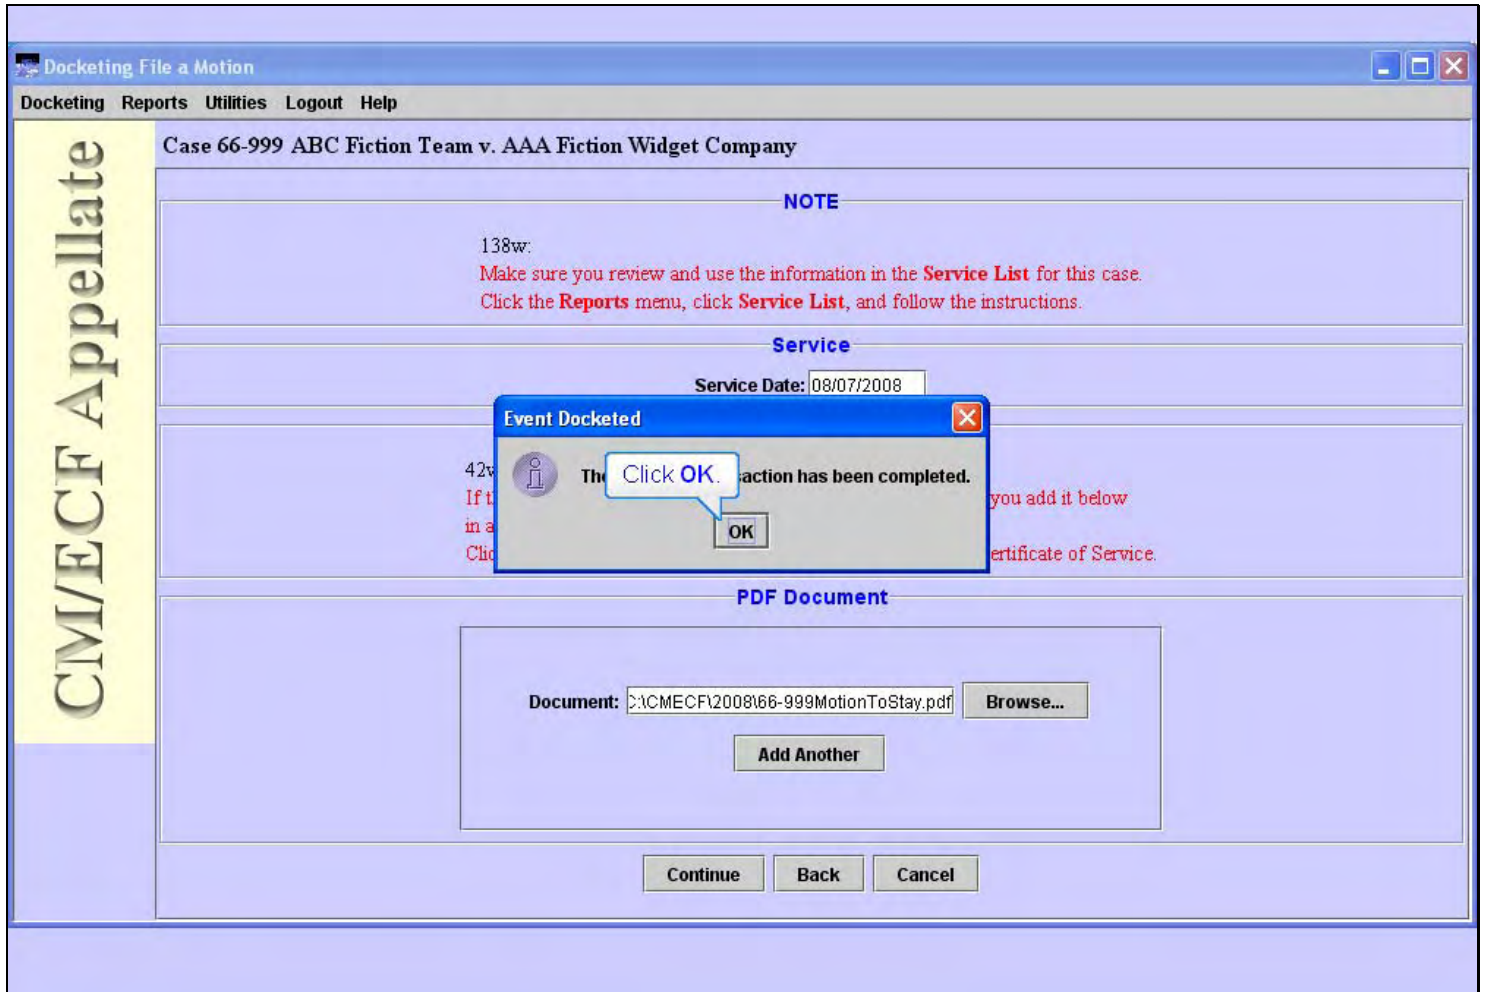 Docketing File a Motion
Docketing Reports Utilities Logout Help
CM/ECF Appellate
Case 66-999 ABC Fiction Team v. AAA Fiction Widget Company
NOTE
138w:
Make sure you review and use the information in the Service List for this case.
Click the Reports menu, click Service List, and follow the instructions.
Service
Service Date: 08/07/2008
Event Docketed
Click OK.
has been completed.
OK
If
you add it below
in
of Service.
PDF Document
Document: :\CMECF\2008\66-999MotionToStay.pdf Browse...
Add Another
Continue Back Cancel